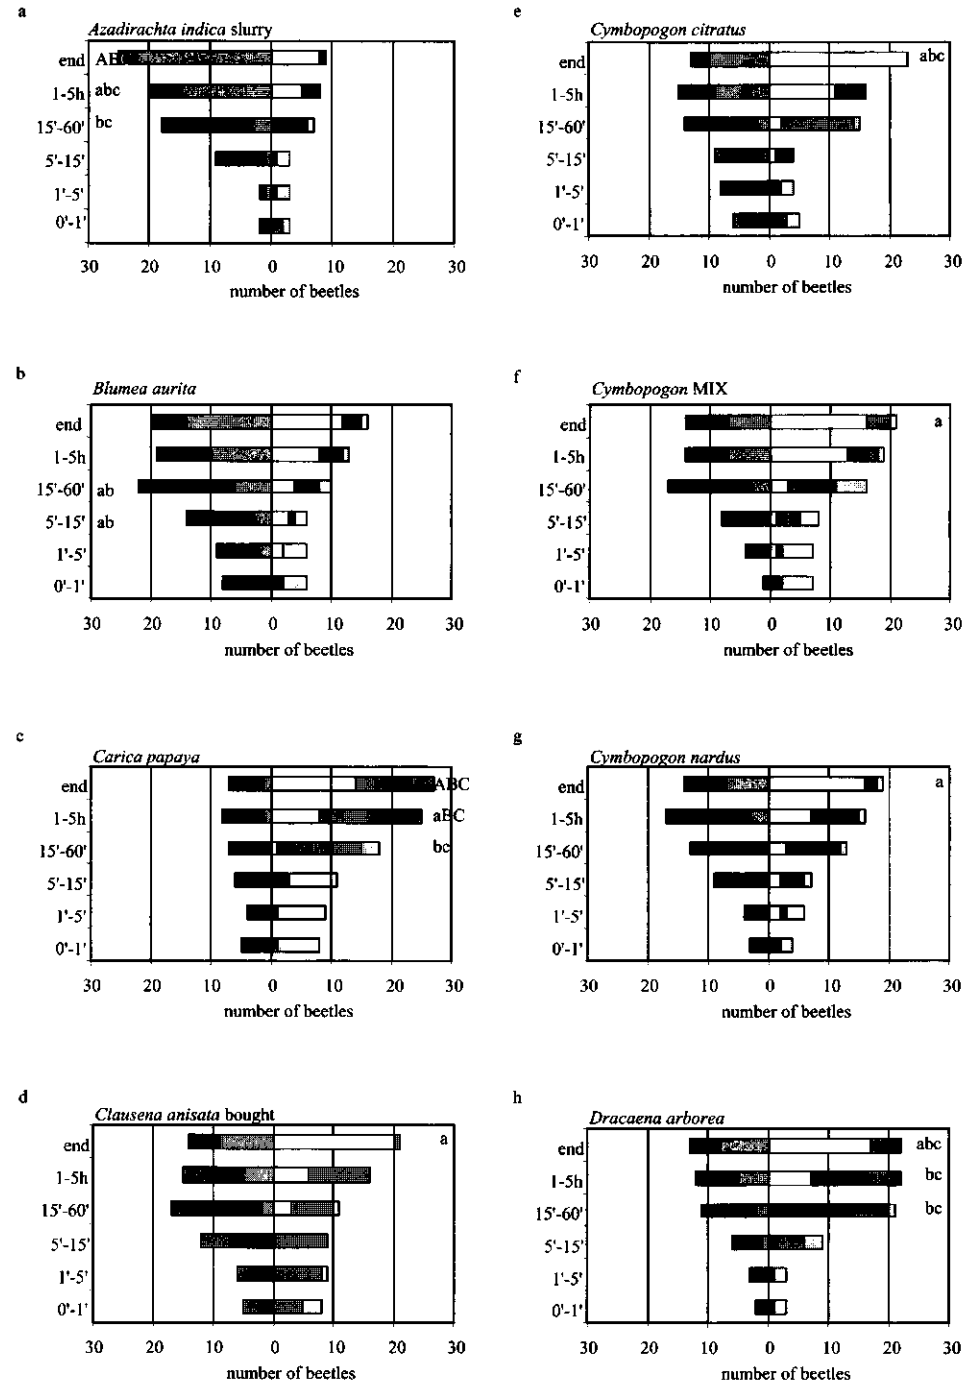 a
Azadirachta indica slurry
end AB
1-5h abc
15'-60' bc
5'-15'
1'-5'
0'-1'
30 20 10 0 10 20 30
number of beetles
b
Blumea aurita
end
1-5h
15'-60' ab
5'-15' ab
1'-5'
0'-1'
30 20 10 0 10 20 30
number of beetles
c
Carica papaya
end ABC
1-5h aBC
15'-60' bc
5'-15'
1'-5'
0'-1'
30 20 10 0 10 20 30
number of beetles
d
Clausena anisata bought
end a
1-5h
15'-60'
5'-15'
1'-5'
0'-1'
30 20 10 0 10 20 30
number of beetles
e
Cymbopogon citratus
end abc
1-5h
15'-60'
5'-15'
1'-5'
0'-1'
30 20 10 0 10 20 30
number of beetles
f
Cymbopogon MIX
end a
1-5h
15'-60'
5'-15'
1'-5'
0'-1'
30 20 10 0 10 20 30
number of beetles
g
Cymbopogon nardus
end a
1-5h
15'-60'
5'-15'
1'-5'
0'-1'
30 20 10 0 10 20 30
number of beetles
h
Dracaena arborea
end abc
1-5h bc
15'-60' bc
5'-15'
1'-5'
0'-1'
30 20 10 0 10 20 30
number of beetles